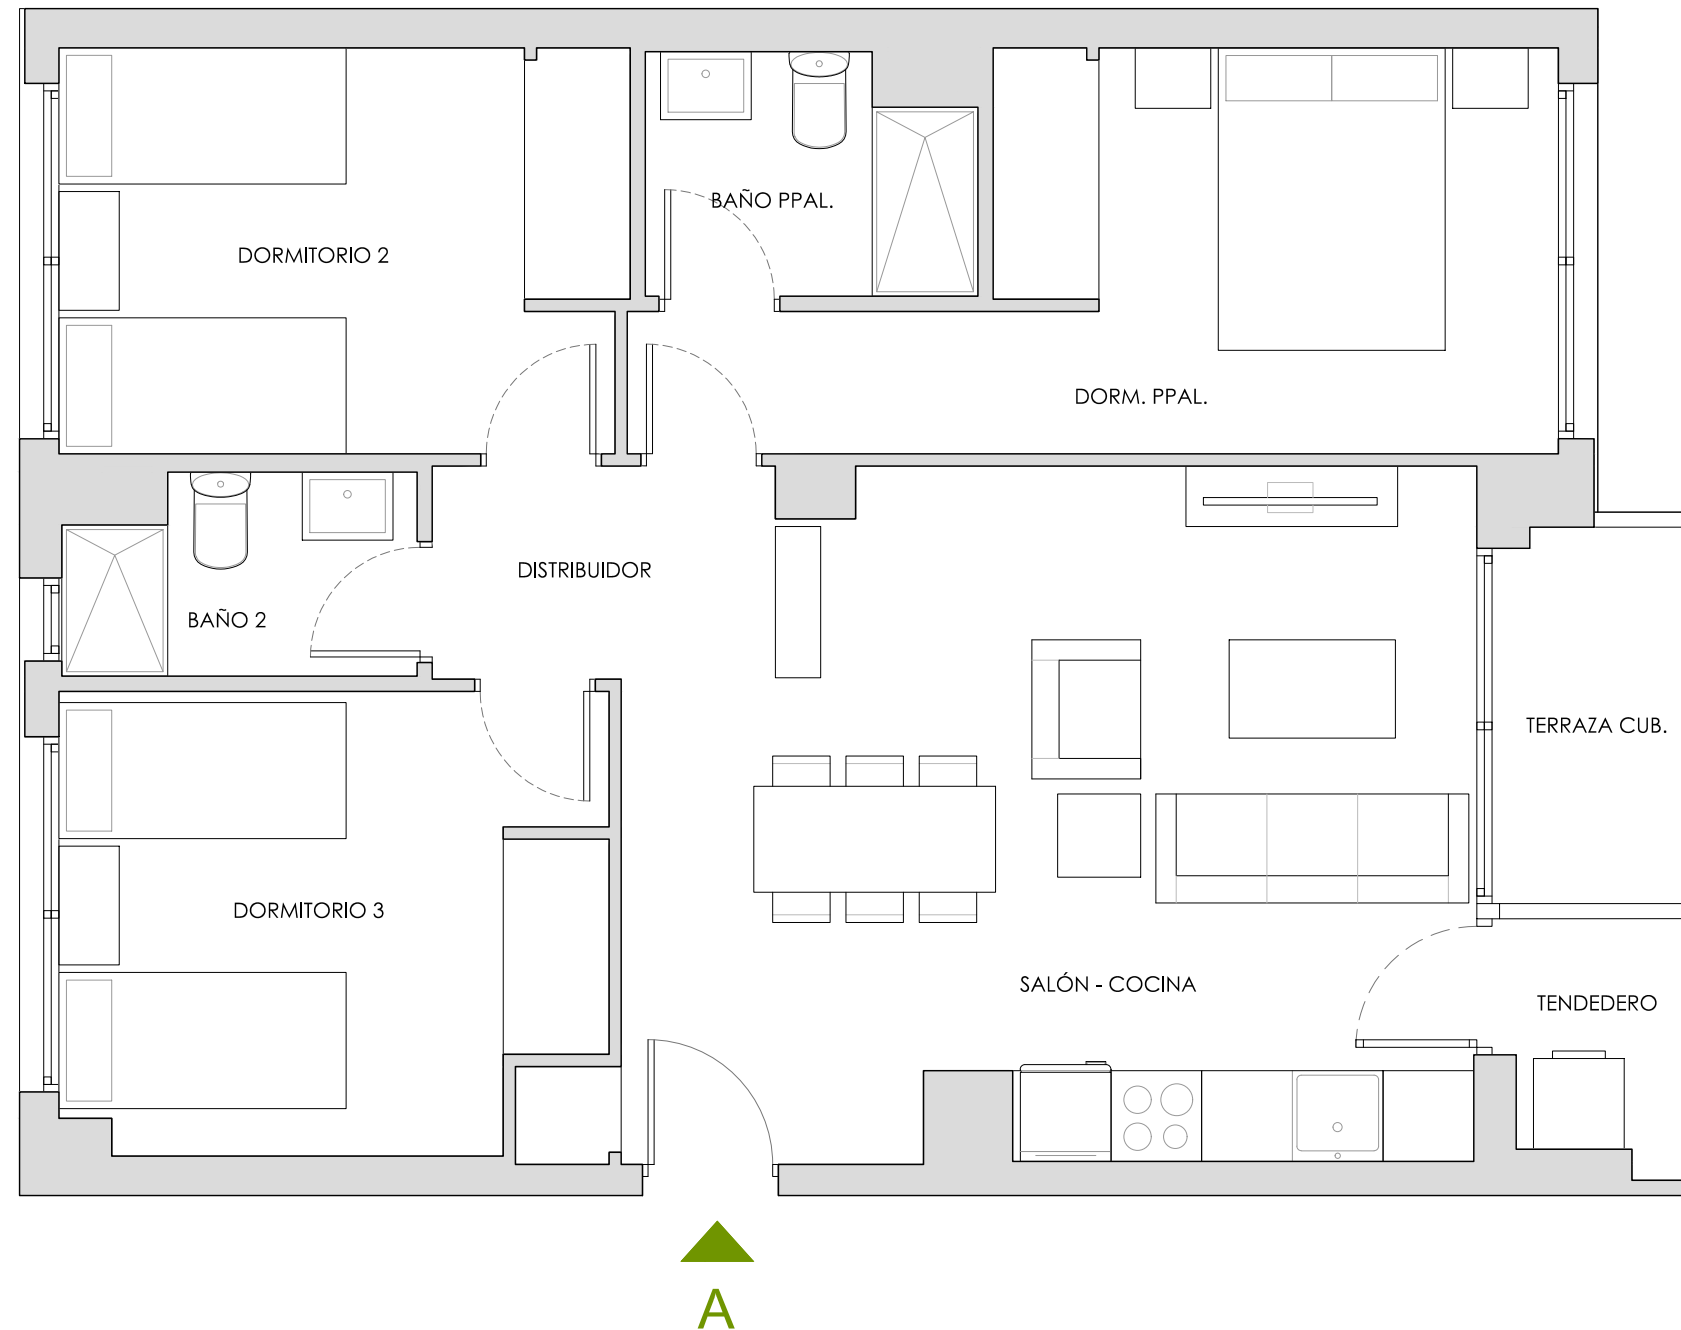 BAÑO PPAL.
DORMITORIO 2
DORM. PPAL.
DISTRIBUIDOR
BAÑO 2
TERRAZA CUB.
DORMITORIO 3
SALÓN - COCINA
TENDEDERO
A